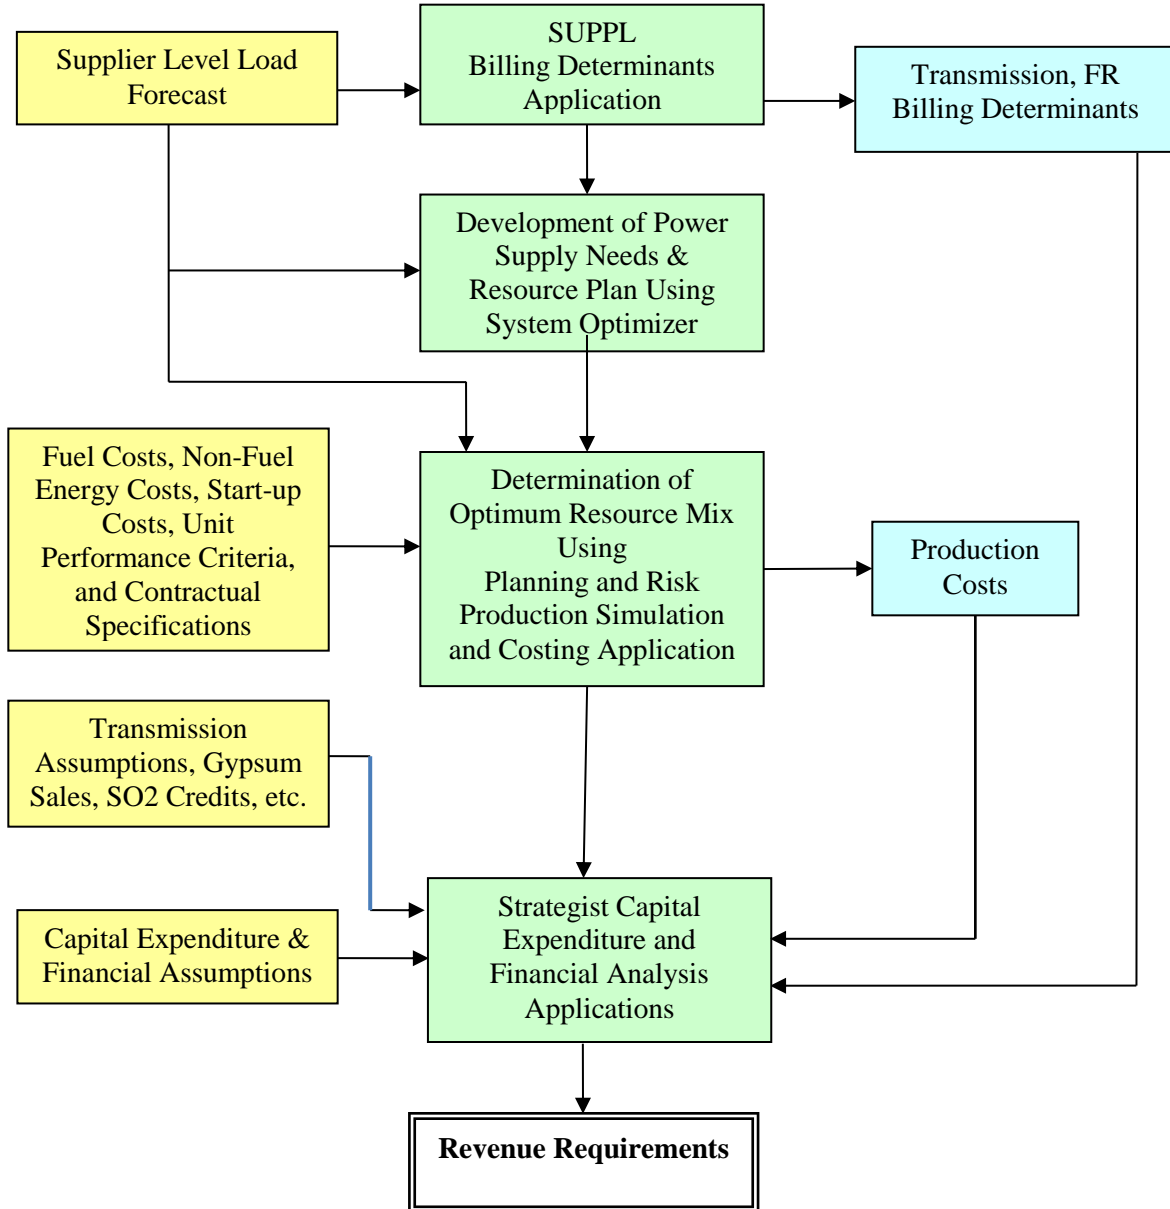 Supplier Level Load
Forecast
SUPPL
Billing Determinants
Application
Transmission, FR
Billing Determinants
Development of Power
Supply Needs &
Resource Plan Using
System Optimizer
Fuel Costs, Non-Fuel
Energy Costs, Start-up
Costs, Unit
Performance Criteria,
and Contractual
Specifications
Determination of
Optimum Resource Mix
Using
Planning and Risk
Production Simulation
and Costing Application
Production
Costs
Transmission
Assumptions, Gypsum
Sales, SO2 Credits, etc.
Capital Expenditure &
Financial Assumptions
Strategist Capital
Expenditure and
Financial Analysis
Applications
Revenue Requirements